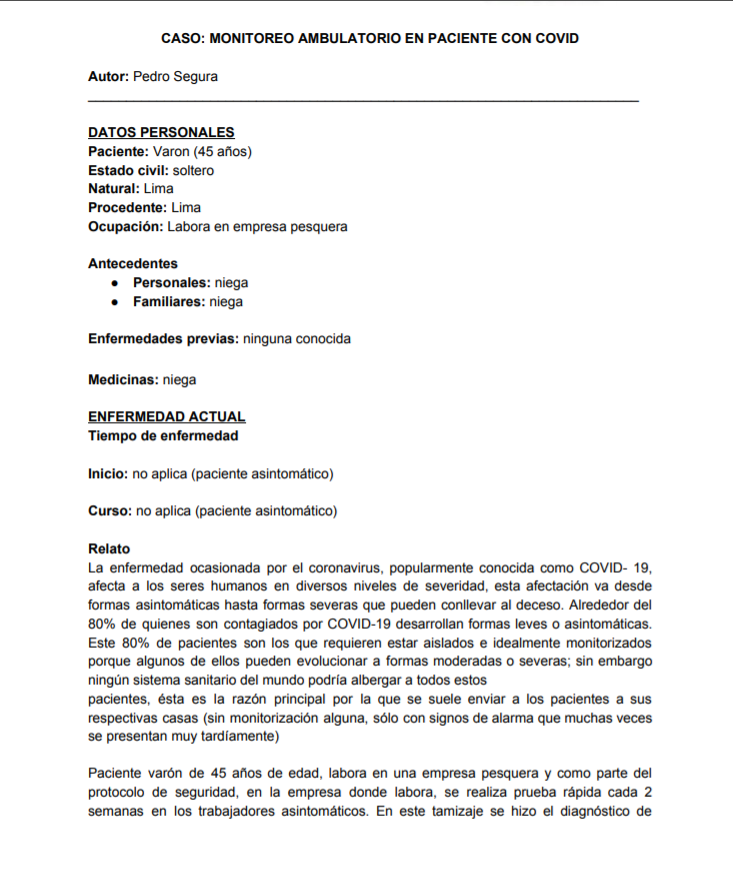 CASO: MONITOREO AMBULATORIO EN PACIENTE CON COVID
Autor: Pedro Segura
DATOS PERSONALES
Paciente: Varon (45 años)
Estado civil: soltero
Natural: Lima
Procedente: Lima
Ocupación: Labora en empresa pesquera
Antecedentes
● Personales: niega
● Familiares: niega
Enfermedades previas: ninguna conocida
Medicinas: niega
ENFERMEDAD ACTUAL
Tiempo de enfermedad
Inicio: no aplica (paciente asintomático)
Curso: no aplica (paciente asintomático)
Relato
La enfermedad ocasionada por el coronavirus, popularmente conocida como COVID- 19,
afecta a los seres humanos en diversos niveles de severidad, esta afectación va desde
formas asintomáticas hasta formas severas que pueden conllevar al deceso. Alrededor del
80% de quienes son contagiados por COVID-19 desarrollan formas leves o asintomáticas.
Este 80% de pacientes son los que requieren estar aislados e idealmente monitorizados
porque algunos de ellos pueden evolucionar a formas moderadas o severas; sin embargo
ningún sistema sanitario del mundo podría albergar a todos estos
pacientes, ésta es la razón principal por la que se suele enviar a los pacientes a sus
respectivas casas (sin monitorización alguna, sólo con signos de alarma que muchas veces
se presentan muy tardíamente)
Paciente varón de 45 años de edad, labora en una empresa pesquera y como parte del
protocolo de seguridad, en la empresa donde labora, se realiza prueba rápida cada 2
semanas en los trabajadores asintomáticos. En este tamizaje se hizo el diagnóstico de